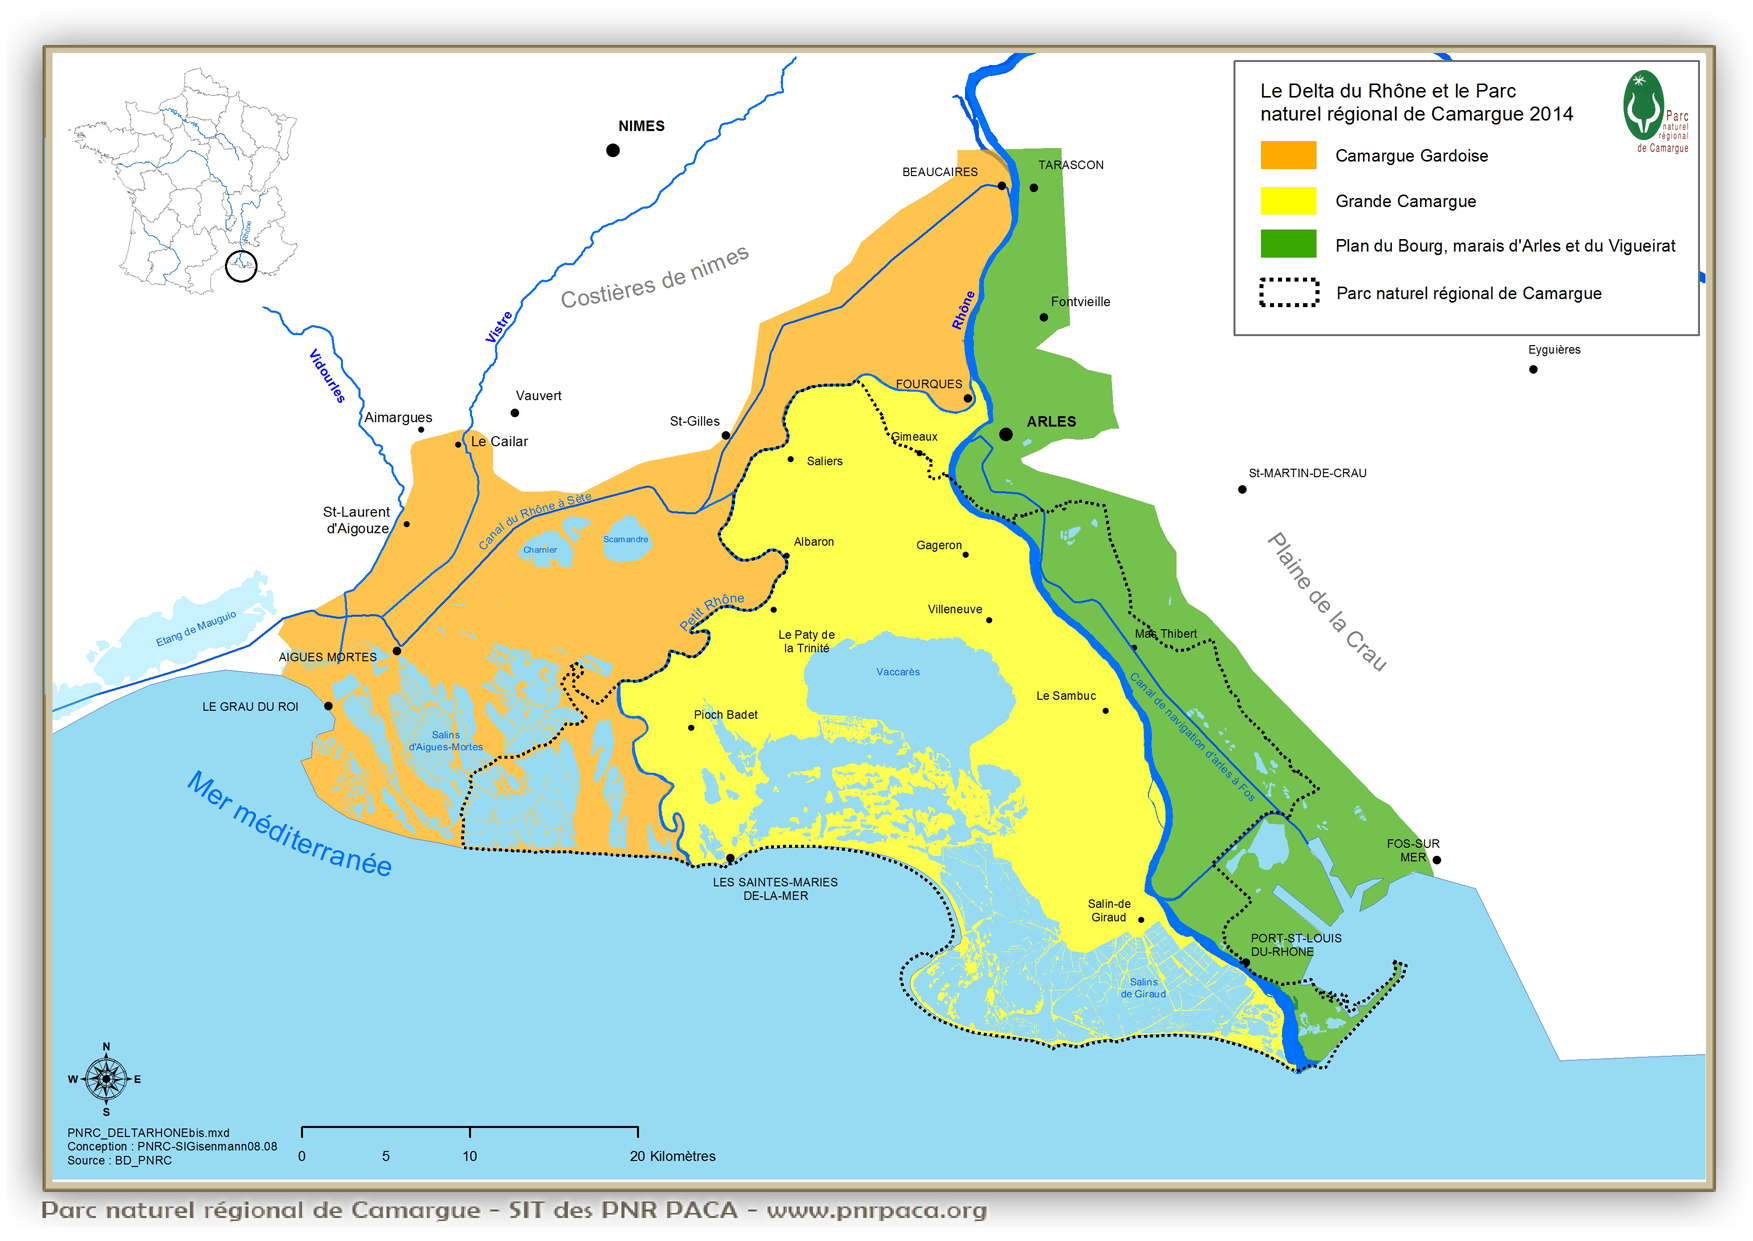 Le Delta du Rhône et le Parc
naturel régional de Camargue 2014
Parc
naturel
régional
de Camargue
Camargue Gardoise
Grande Camargue
Plan du Bourg, marais d'Arles et du Vigueirat
Parc naturel régional de Camargue
Rhône
NIMES
BEAUCAIRES
TARASCON
Costières de nimes
Vistre
Vidourles
Rhône
Fontvieille
Eyguières
Vauvert
Aimargues
Le Cailar
St-Gilles
FOURQUES
ARLES
Gimeaux
Saliers
St-MARTIN-DE-CRAU
St-Laurent
d'Aigouze
Canal du Rhône à Sète
Charnier
Scamandre
Albaron
Gageron
Plaine de la Crau
Etang de Mauguio
Petit Rhône
Villeneuve
Le Paty de
la Trinité
Mas Thibert
AIGUES MORTES
Vaccarès
Le Sambuc
Canal de navigation d'arles à Fos
LE GRAU DU ROI
Pioch Badet
Salins
d'Aigues-Mortes
Mer méditerranée
FOS-SUR
MER
LES SAINTES-MARIES
DE-LA-MER
Salin-de
Giraud
PORT-ST-LOUIS
DU-RHONE
Salins
de Giraud
N
W
E
S
PNRC_DELTARHONEbis.mxd
Conception : PNRC-SIGisenmann08.08
Source : BD_PNRC
0 5 10 20 Kilomètres
Parc naturel régional de Camargue - SIT des PNR PACA - www.pnrpaca.org